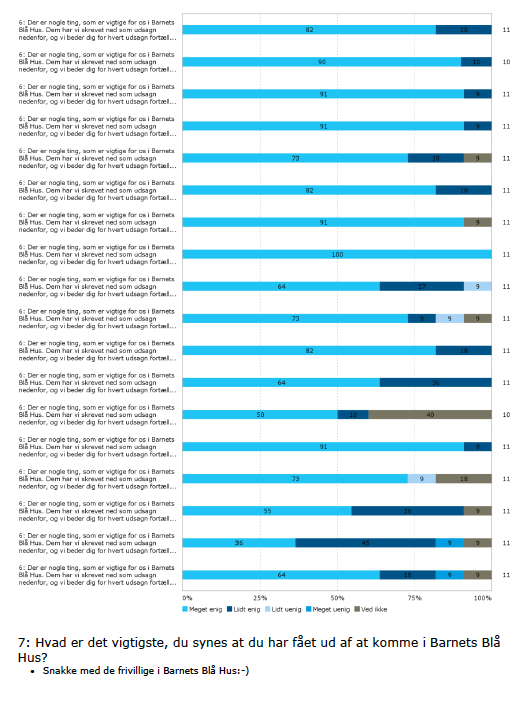 6: Der er nogle ting, som er vigtige for os i Barnets
Blå Hus. Dem har vi skrevet ned som udsagn
nedenfor, og vi beder dig for hvert udsagn fortæll...
82 18 11
6: Der er nogle ting, som er vigtige for os i Barnets
Blå Hus. Dem har vi skrevet ned som udsagn
nedenfor, og vi beder dig for hvert udsagn fortæll...
90 10 10
6: Der er nogle ting, som er vigtige for os i Barnets
Blå Hus. Dem har vi skrevet ned som udsagn
nedenfor, og vi beder dig for hvert udsagn fortæll...
91 9 11
6: Der er nogle ting, som er vigtige for os i Barnets
Blå Hus. Dem har vi skrevet ned som udsagn
nedenfor, og vi beder dig for hvert udsagn fortæll...
91 9 11
6: Der er nogle ting, som er vigtige for os i Barnets
Blå Hus. Dem har vi skrevet ned som udsagn
nedenfor, og vi beder dig for hvert udsagn fortæll...
73 18 9 11
6: Der er nogle ting, som er vigtige for os i Barnets
Blå Hus. Dem har vi skrevet ned som udsagn
nedenfor, og vi beder dig for hvert udsagn fortæll...
82 18 11
6: Der er nogle ting, som er vigtige for os i Barnets
Blå Hus. Dem har vi skrevet ned som udsagn
nedenfor, og vi beder dig for hvert udsagn fortæll...
91 9 11
6: Der er nogle ting, som er vigtige for os i Barnets
Blå Hus. Dem har vi skrevet ned som udsagn
nedenfor, og vi beder dig for hvert udsagn fortæll...
100 11
6: Der er nogle ting, som er vigtige for os i Barnets
Blå Hus. Dem har vi skrevet ned som udsagn
nedenfor, og vi beder dig for hvert udsagn fortæll...
64 27 9 11
6: Der er nogle ting, som er vigtige for os i Barnets
Blå Hus. Dem har vi skrevet ned som udsagn
nedenfor, og vi beder dig for hvert udsagn fortæll...
73 9 9 9 11
6: Der er nogle ting, som er vigtige for os i Barnets
Blå Hus. Dem har vi skrevet ned som udsagn
nedenfor, og vi beder dig for hvert udsagn fortæll...
82 18 11
6: Der er nogle ting, som er vigtige for os i Barnets
Blå Hus. Dem har vi skrevet ned som udsagn
nedenfor, og vi beder dig for hvert udsagn fortæll...
64 36 11
6: Der er nogle ting, som er vigtige for os i Barnets
Blå Hus. Dem har vi skrevet ned som udsagn
nedenfor, og vi beder dig for hvert udsagn fortæll...
50 10 40 10
6: Der er nogle ting, som er vigtige for os i Barnets
Blå Hus. Dem har vi skrevet ned som udsagn
nedenfor, og vi beder dig for hvert udsagn fortæll...
91 9 11
6: Der er nogle ting, som er vigtige for os i Barnets
Blå Hus. Dem har vi skrevet ned som udsagn
nedenfor, og vi beder dig for hvert udsagn fortæll...
73 9 18 11
6: Der er nogle ting, som er vigtige for os i Barnets
Blå Hus. Dem har vi skrevet ned som udsagn
nedenfor, og vi beder dig for hvert udsagn fortæll...
55 36 9 11
6: Der er nogle ting, som er vigtige for os i Barnets
Blå Hus. Dem har vi skrevet ned som udsagn
nedenfor, og vi beder dig for hvert udsagn fortæll...
36 45 9 9 11
6: Der er nogle ting, som er vigtige for os i Barnets
Blå Hus. Dem har vi skrevet ned som udsagn
nedenfor, og vi beder dig for hvert udsagn fortæll...
64 18 9 9 11
0% 25% 50% 75% 100%
Meget enig Lidt enig Lidt uenig Meget uenig Ved ikke
7: Hvad er det vigtigste, du synes at du har fået ud af at komme i Barnets Blå
Hus?
• Snakke med de frivillige i Barnets Blå Hus:-)